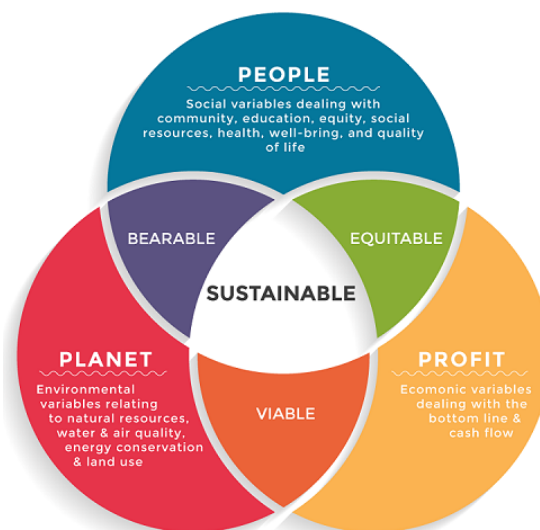 PEOPLE
Social variables dealing with
community, education, equity, social
resources, health, well-bring, and quality
of life
BEARABLE
EQUITABLE
SUSTAINABLE
PLANET
Environmental
variables relating
to natural resources,
water & air quality,
energy conservation
& land use
PROFIT
Ecomonic variables
dealing with the
bottom line &
cash flow
VIABLE